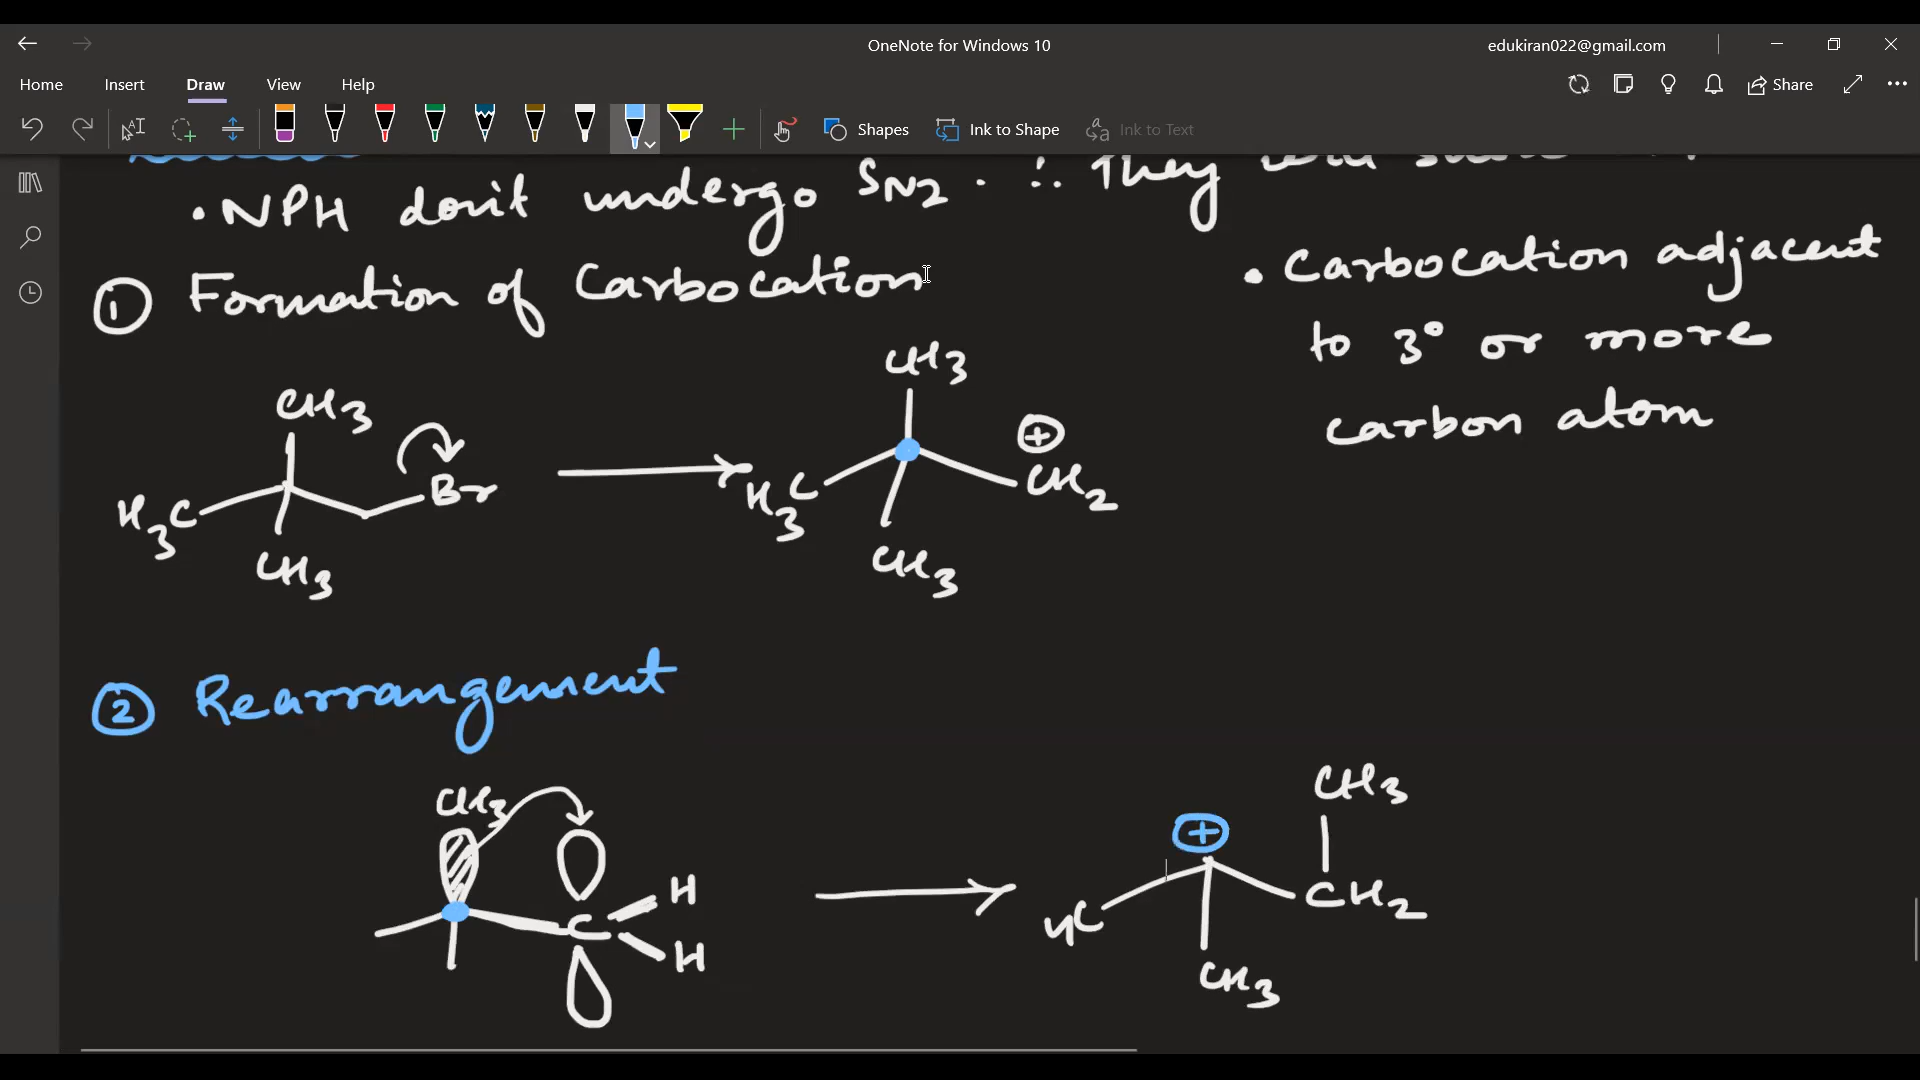 OneNote for Windows 10
edukiran022@gmail.com
Home Insert Draw View Help
Share
Shapes Ink to Shape Ink to Text
• NPH don't undergo SN2 . ∴ They will
① Formation of Carbocation
• Carbocation adjacent
to 3° or more
carbon atom
CH3
H3C
Br
CH3
CH3
⊕
H3C
CH2
CH3
② Rearrangement
CH3
C
H
H
CH3
⊕
CH2
CH3